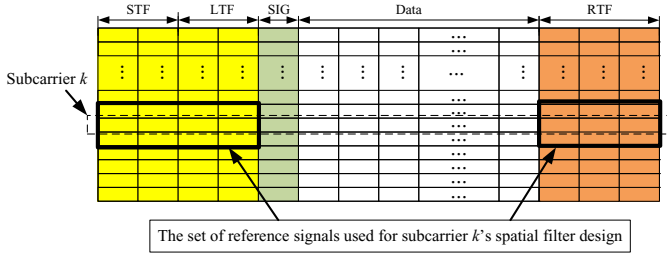 STF LTF SIG Data RTF
... 
...
⋮ ⋮ ⋮ ⋮ ⋮ ⋮ ⋮ ⋮ ... ⋮ ⋮ ⋮ ⋮
Subcarrier k
...
...
...
...
...
...
...
The set of reference signals used for subcarrier k's spatial filter design